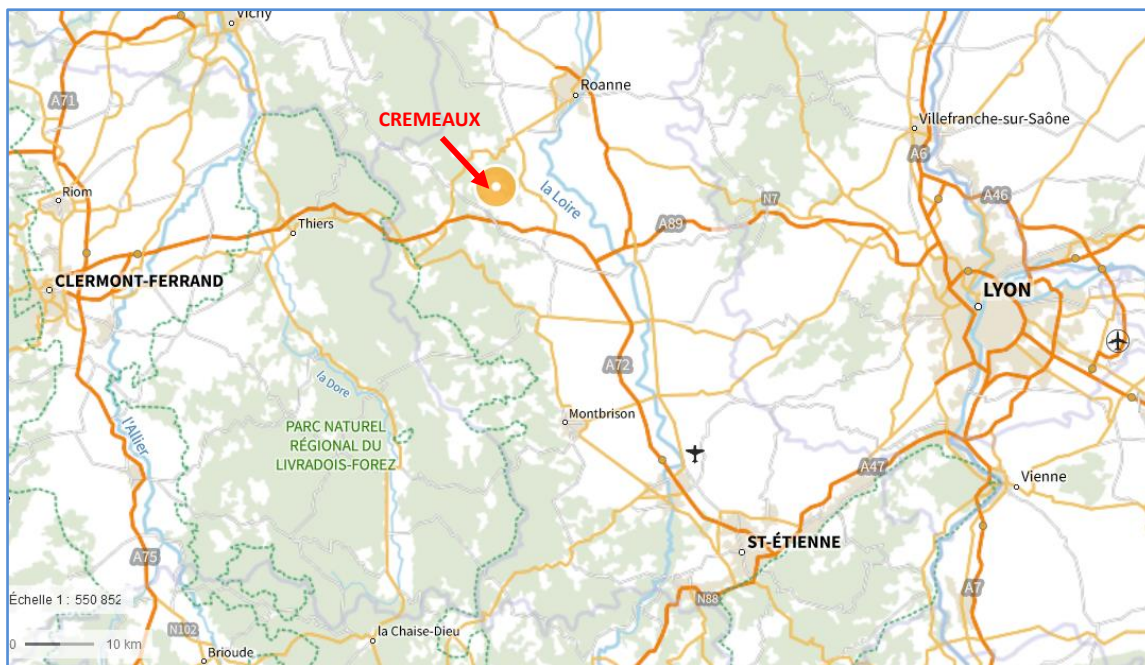 Vichy
A71
Roanne
CREMEAUX
Villefranche-sur-Saône
A6
la Loire
A46
Riom
N7
Thiers
A89
CLERMONT-FERRAND
LYON
A72
la Dore
Montbrison
l'Allier
PARC NATUREL
RÉGIONAL DU
LIVRADOIS-FOREZ
A47
Vienne
ST-ÉTIENNE
A75
A7
Échelle 1 : 550 852
N88
N102
la Chaise-Dieu
0 10 km
Brioude